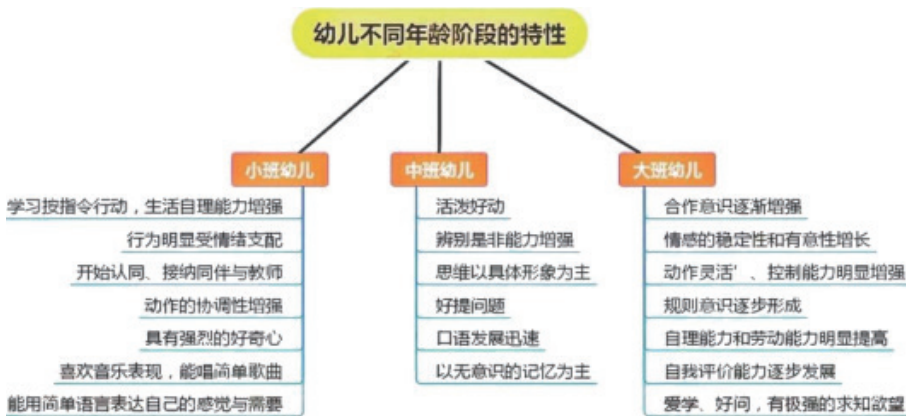 幼儿不同年龄阶段的特性
小班幼儿
学习按指令行动，生活自理能力增强
行为明显受情绪支配
开始认同、接纳同伴与教师
动作的协调性增强
具有强烈的好奇心
喜欢音乐表现，能唱简单歌曲
能用简单语言表达自己的感觉与需要
中班幼儿
活泼好动
辨别是非能力增强
思维以具体形象为主
好提问题
口语发展迅速
以无意识的记忆为主
大班幼儿
合作意识逐渐增强
情感的稳定性和有意性增长
动作灵活'、控制能力明显增强
规则意识逐步形成
自理能力和劳动能力明显提高
自我评价能力逐步发展
爱学、好问，有极强的求知欲望